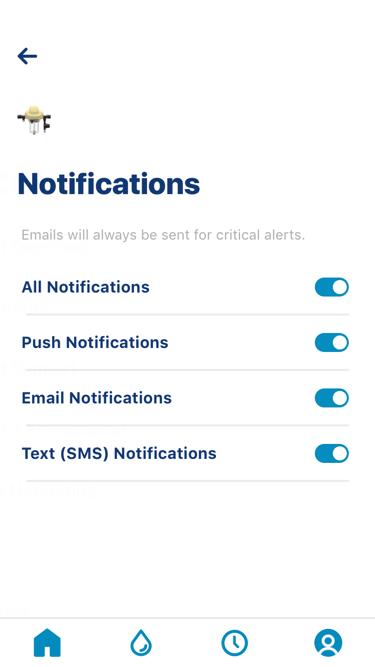 Notifications
Emails will always be sent for critical alerts.
All Notifications
Push Notifications
Email Notifications
Text (SMS) Notifications